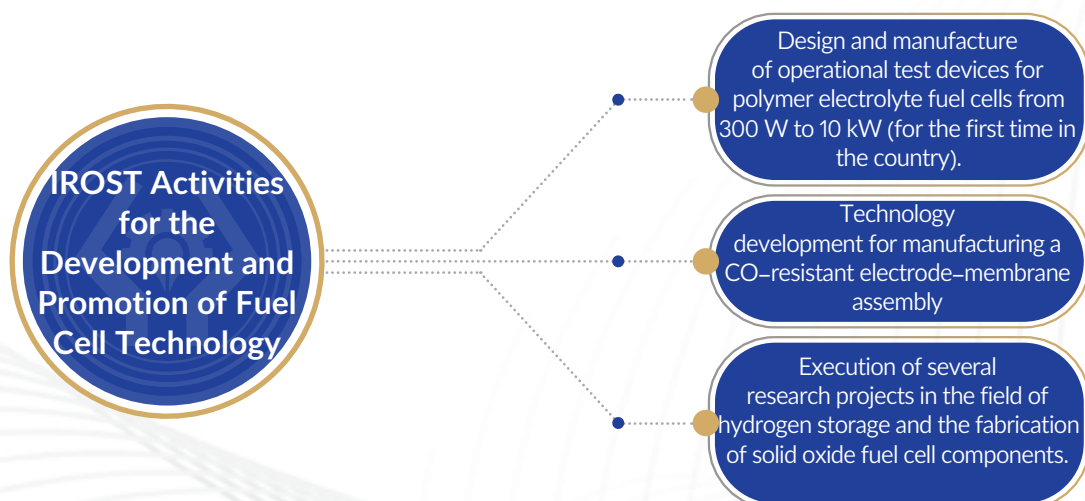 IROST Activities
for the
Development and
Promotion of Fuel
Cell Technology
Design and manufacture
of operational test devices for
polymer electrolyte fuel cells from
300 W to 10 kW (for the first time in
the country).
Technology
development for manufacturing a
CO-resistant electrode-membrane
assembly
Execution of several
research projects in the field of
hydrogen storage and the fabrication
of solid oxide fuel cell components.